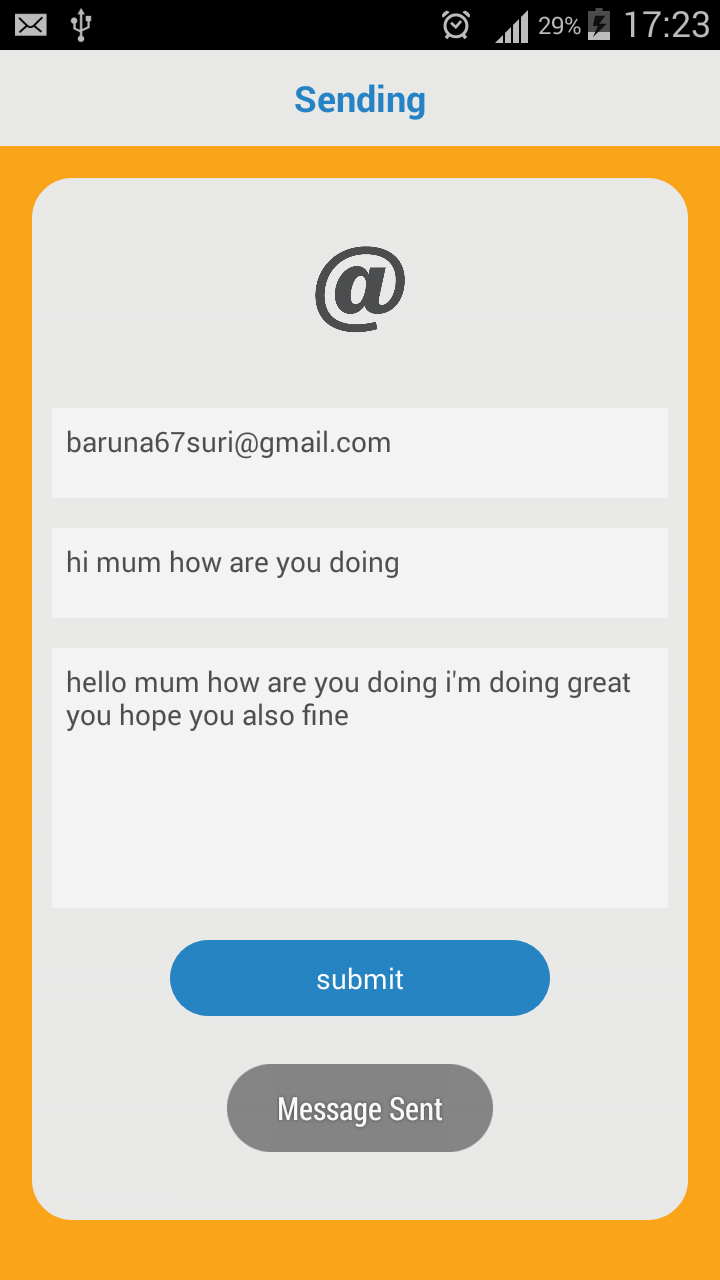 29% 17:23
Sending
@
baruna67suri@gmail.com
hi mum how are you doing
hello mum how are you doing i'm doing great
you hope you also fine
submit
Message Sent